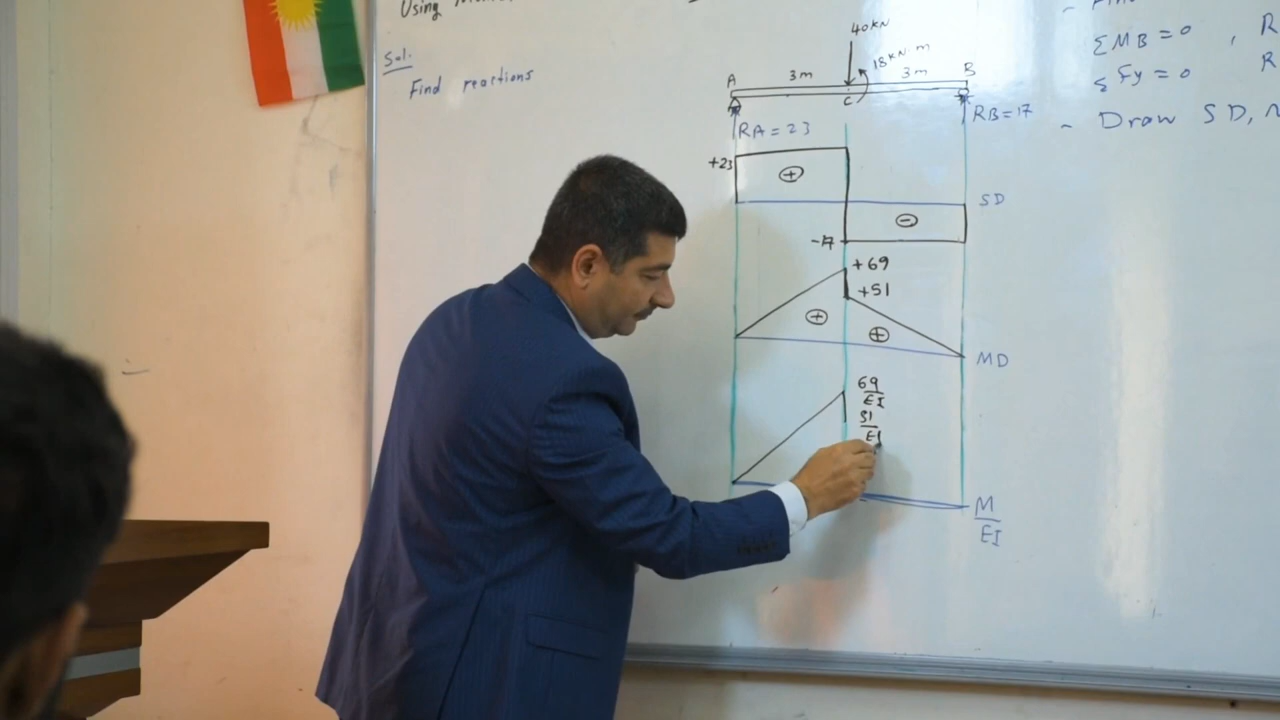 Using
Sol.
Find reactions
40KN
18KN.m
3m
3m
A
B
C
RA = 23
RB = 17
ΣMB = 0 , R
ΣFy = 0 R
- Draw SD,
+23
+
SD
-
-17
+69
+51
+
+
MD
69/EI
51/EI
M/EI